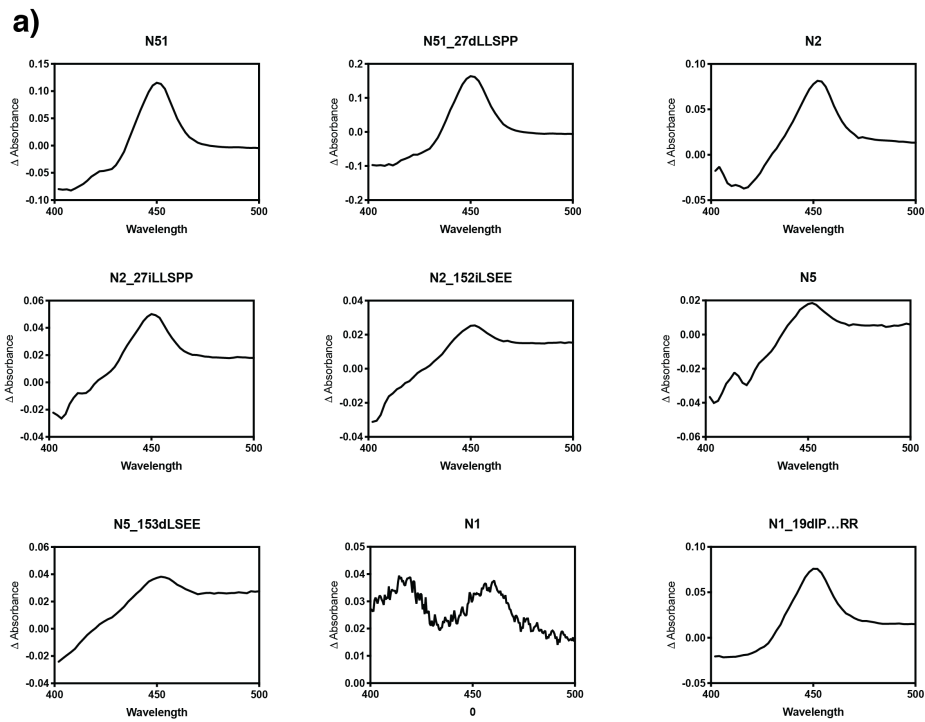 a)
N51
0.15
0.10
0.05
0.00
-0.05
-0.10
400 450 500
Δ Absorbance
Wavelength
N51_27dLLSPP
0.2
0.1
0.0
-0.1
-0.2
400 450 500
Δ Absorbance
Wavelength
N2
0.10
0.05
0.00
-0.05
400 450 500
Δ Absorbance
Wavelength
N2_27iLLSPP
0.06
0.04
0.02
0.00
-0.02
-0.04
400 450 500
Δ Absorbance
Wavelength
N2_152iLSEE
0.04
0.02
0.00
-0.02
-0.04
400 450 500
Δ Absorbance
Wavelength
N5
0.02
0.00
-0.02
-0.04
-0.06
400 450 500
Δ Absorbance
Wavelength
N5_153dLSEE
0.06
0.04
0.02
0.00
-0.02
-0.04
400 450 500
Δ Absorbance
Wavelength
N1
0.05
0.04
0.03
0.02
0.01
0.00
400 450 500
Δ Absorbance
0
N1_19dIP...RR
0.10
0.05
0.00
-0.05
400 450 500
Δ Absorbance
Wavelength